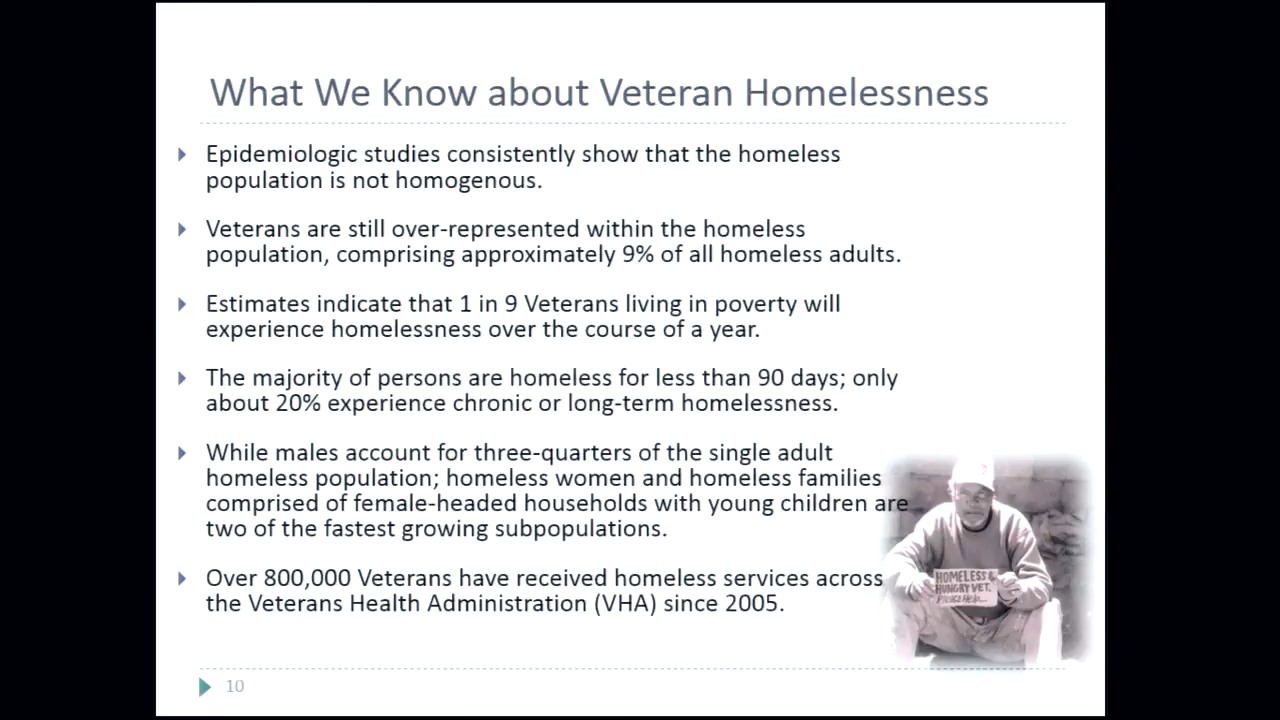 What We Know about Veteran Homelessness
Epidemiologic studies consistently show that the homeless
population is not homogenous.
Veterans are still over-represented within the homeless
population, comprising approximately 9% of all homeless adults.
Estimates indicate that 1 in 9 Veterans living in poverty will
experience homelessness over the course of a year.
The majority of persons are homeless for less than 90 days; only
about 20% experience chronic or long-term homelessness.
While males account for three-quarters of the single adult
homeless population; homeless women and homeless families
comprised of female-headed households with young children are
two of the fastest growing subpopulations.
Over 800,000 Veterans have received homeless services across
the Veterans Health Administration (VHA) since 2005.
HOMELESS &
HUNGRY VET.
Please Help...
10